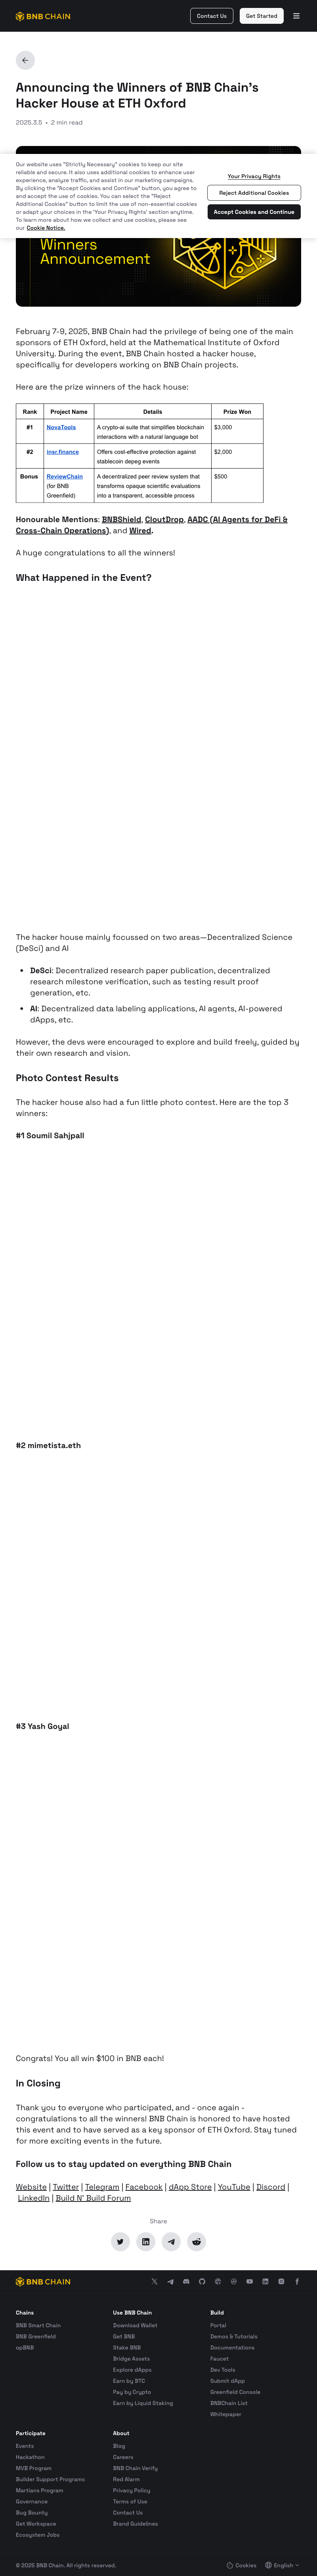 BNB CHAIN
Contact Us
Get Started
Announcing the Winners of BNB Chain's
Hacker House at ETH Oxford
2025.3.5 • 2 min read
Our website uses "Strictly Necessary" cookies to keep our site
reliable and secure. It also uses additional cookies to enhance user
experience, analyze traffic, and assist in our marketing campaigns.
By clicking the "Accept Cookies and Continue" button, you agree to
and accept the use of cookies. You may select the "Reject
Additional Cookies" button to limit the use of non-essential cookies
or adapt your choices in the 'Your Privacy Rights' section anytime.
To learn more about how we collect and use cookies, please see
our Cookie Notice.
Your Privacy Rights
Reject Additional Cookies
Accept Cookies and Continue
Winners
Announcement
February 7-9, 2025, BNB Chain had the privilege of being one of the main
sponsors of ETH Oxford, held at the Mathematical Institute of Oxford
University. During the event, BNB Chain hosted a hacker house,
specifically for developers working on BNB Chain projects.
Here are the prize winners of the hack house:
Rank Project Name Details Prize Won
#1 NovaTools A crypto-ai suite that simplifies blockchain $3,000
interactions with a natural language bot
#2 insr.finance Offers cost-effective protection against $2,000
stablecoin depeg events
Bonus ReviewChain A decentralized peer review system that $500
(for BNB transforms opaque scientific evaluations
Greenfield) into a transparent, accessible process
Honourable Mentions: BNBShield, CloutDrop, AADC (AI Agents for DeFi &
Cross-Chain Operations), and Wired.
A huge congratulations to all the winners!
What Happened in the Event?
The hacker house mainly focussed on two areas—Decentralized Science
(DeSci) and AI
• DeSci: Decentralized research paper publication, decentralized
research milestone verification, such as testing result proof
generation, etc.
• AI: Decentralized data labeling applications, AI agents, AI-powered
dApps, etc.
However, the devs were encouraged to explore and build freely, guided by
their own research and vision.
Photo Contest Results
The hacker house also had a fun little photo contest. Here are the top 3
winners:
#1 Soumil Sahjpall
#2 mimetista.eth
#3 Yash Goyal
Congrats! You all win $100 in BNB each!
In Closing
Thank you to everyone who participated, and - once again -
congratulations to all the winners! BNB Chain is honored to have hosted
this event and to have served as a key sponsor of ETH Oxford. Stay tuned
for more exciting events in the future.
Follow us to stay updated on everything BNB Chain
Website | Twitter | Telegram | Facebook | dApp Store | YouTube | Discord |
LinkedIn | Build N' Build Forum
Share
BNB CHAIN
Chains
BNB Smart Chain
BNB Greenfield
opBNB
Use BNB Chain
Download Wallet
Get BNB
Stake BNB
Bridge Assets
Explore dApps
Earn by BTC
Pay by Crypto
Earn by Liquid Staking
Build
Portal
Demos & Tutorials
Documentations
Faucet
Dev Tools
Submit dApp
Greenfield Console
BNBChain List
Whitepaper
Participate
Events
Hackathon
MVB Program
Builder Support Programs
Martians Program
Governance
Bug Bounty
Get Workspace
Ecosystem Jobs
About
Blog
Careers
BNB Chain Verify
Red Alarm
Privacy Policy
Terms of Use
Contact Us
Brand Guidelines
© 2025 BNB Chain. All rights reserved.
Cookies
English